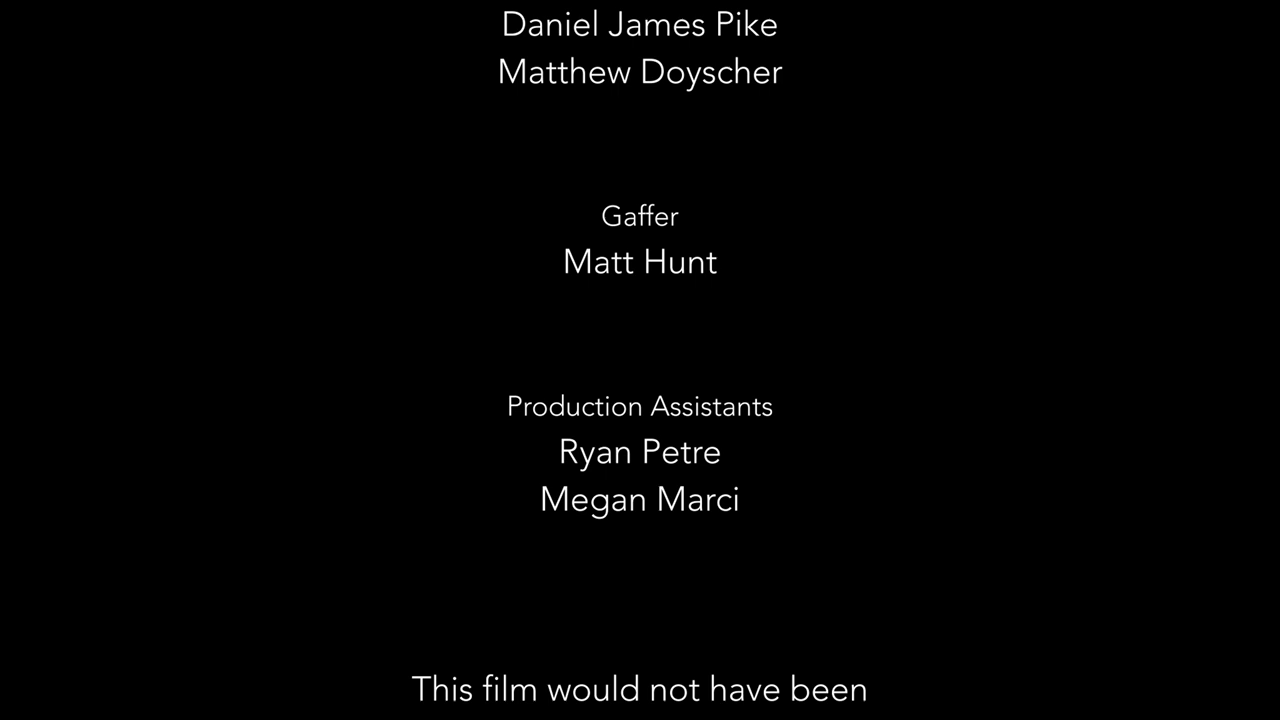 Daniel James Pike
Matthew Doyscher
Gaffer
Matt Hunt
Production Assistants
Ryan Petre
Megan Marci
This film would not have been